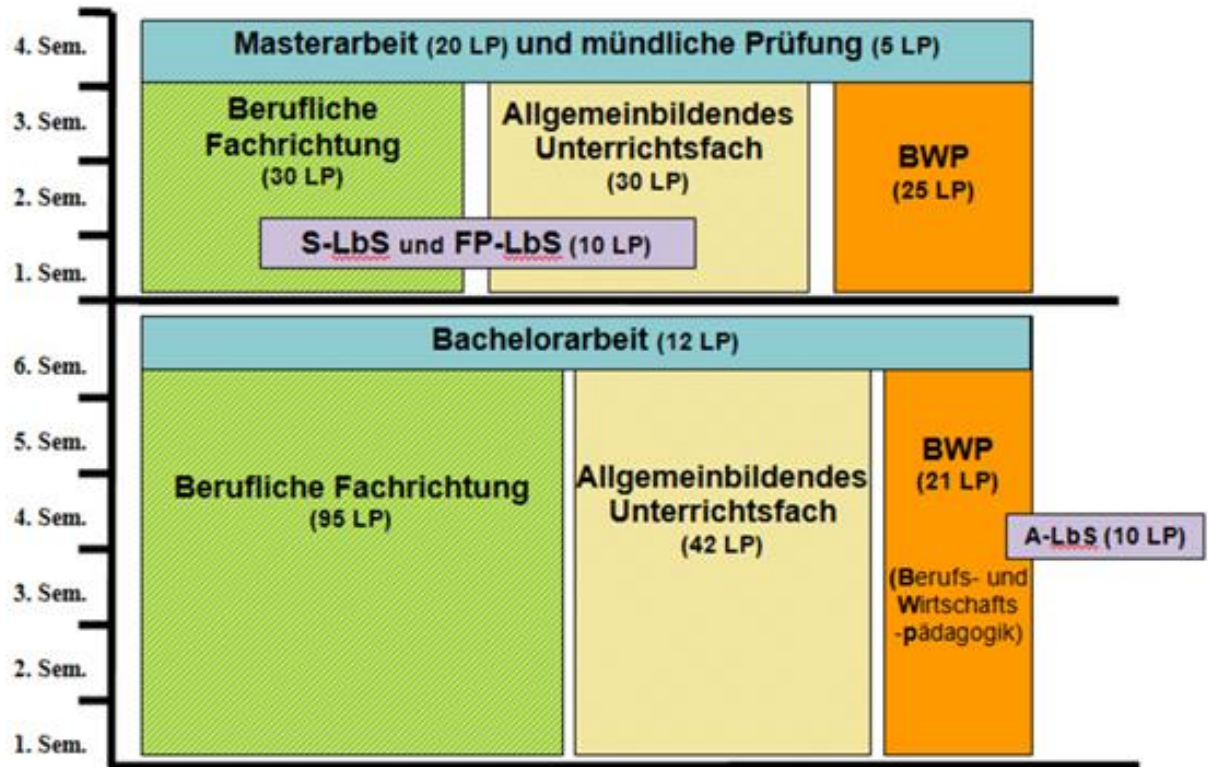 4. Sem.
Masterarbeit (20 LP) und mündliche Prüfung (5 LP)
3. Sem.
2. Sem.
1. Sem.
Berufliche
Fachrichtung
(30 LP)
Allgemeinbildendes
Unterrichtsfach
(30 LP)
BWP
(25 LP)
S-LbS und FP-LbS (10 LP)
Bachelorarbeit (12 LP)
6. Sem.
5. Sem.
4. Sem.
3. Sem.
2. Sem.
1. Sem.
Berufliche Fachrichtung
(95 LP)
Allgemeinbildendes
Unterrichtsfach
(42 LP)
BWP
(21 LP)
A-LbS (10 LP)
(Berufs- und
Wirtschafts
-pädagogik)